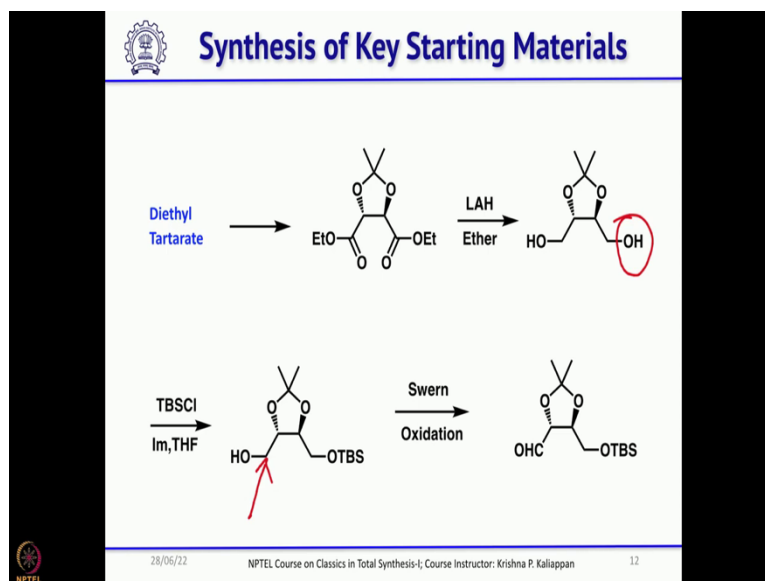 Synthesis of Key Starting Materials
Diethyl
Tartarate
O O
EtO OEt
O O
LAH
Ether
O O
HO OH
TBSCl
Im,THF
O O
HO OTBS
Swern
Oxidation
O O
OHC OTBS
28/06/22 NPTEL Course on Classics in Total Synthesis-I; Course Instructor: Krishna P. Kaliappan 12
NPTEL